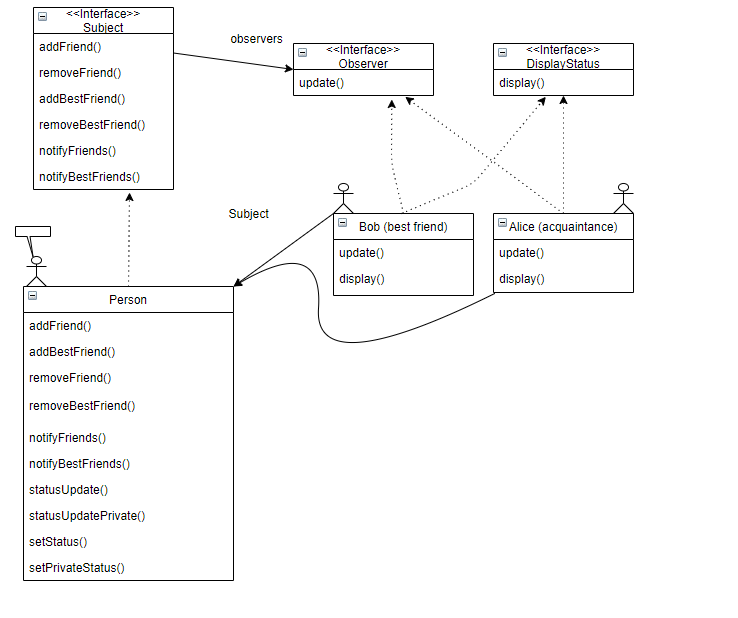 <<Interface>>
Subject
addFriend()
removeFriend()
addBestFriend()
removeBestFriend()
notifyFriends()
notifyBestFriends()
observers
<<Interface>>
Observer
update()
<<Interface>>
DisplayStatus
display()
Subject
Bob (best friend)
update()
display()
Alice (acquaintance)
update()
display()
Person
addFriend()
addBestFriend()
removeFriend()
removeBestFriend()
notifyFriends()
notifyBestFriends()
statusUpdate()
statusUpdatePrivate()
setStatus()
setPrivateStatus()